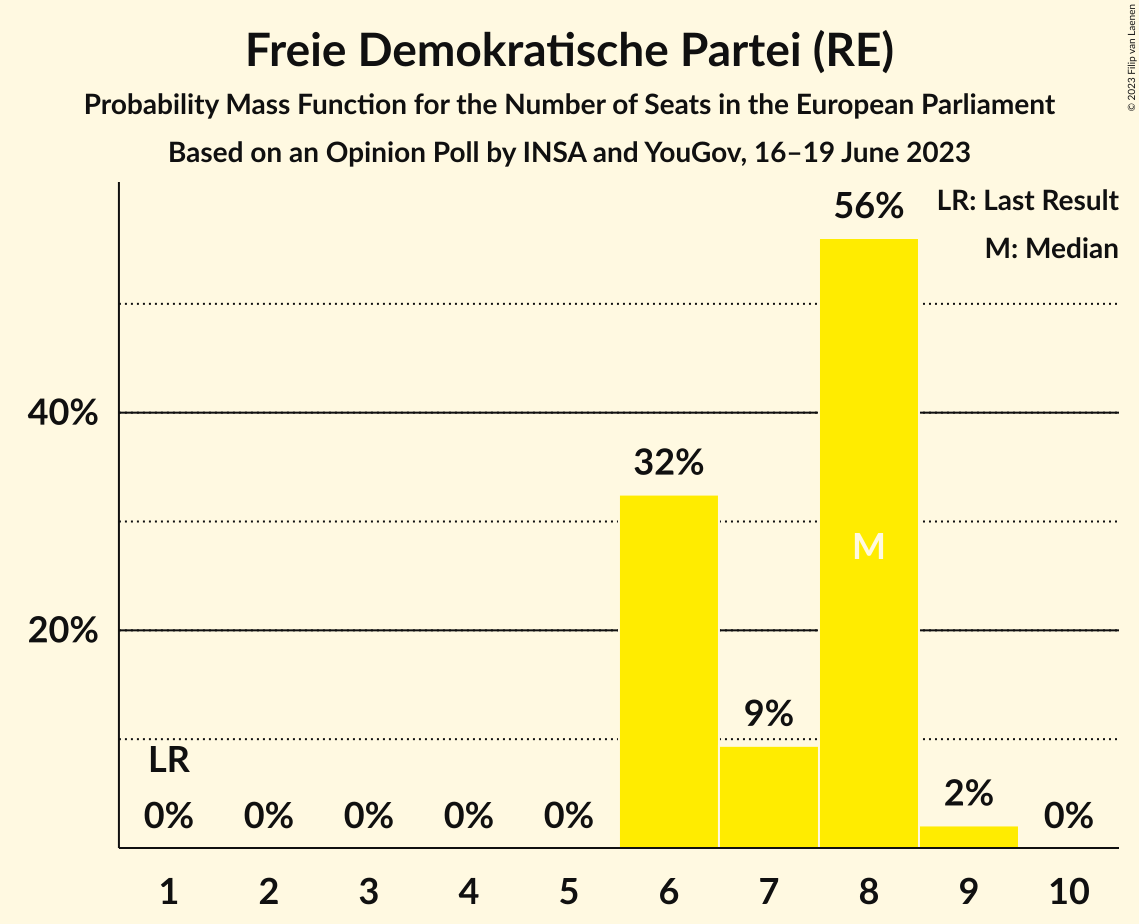 Freie Demokratische Partei (RE)
Probability Mass Function for the Number of Seats in the European Parliament
Based on an Opinion Poll by INSA and YouGov, 16–19 June 2023
© 2023 Filip van Laenen
LR: Last Result
M: Median
56%
40%
32%
M
20%
9%
LR
2%
0% 0% 0% 0% 0% 0%
1 2 3 4 5 6 7 8 9 10